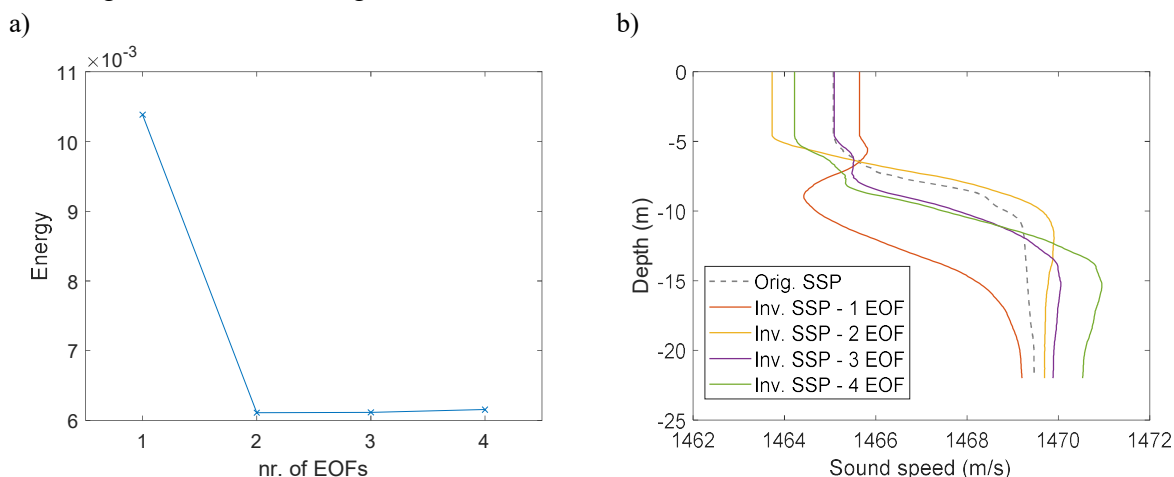 a)
×10⁻³
11
10
9
8
7
6
Energy
1
2
3
4
nr. of EOFs
b)
0
-5
-10
-15
-20
-25
Depth (m)
Orig. SSP
Inv. SSP - 1 EOF
Inv. SSP - 2 EOF
Inv. SSP - 3 EOF
Inv. SSP - 4 EOF
1462
1464
1466
1468
1470
1472
Sound speed (m/s)